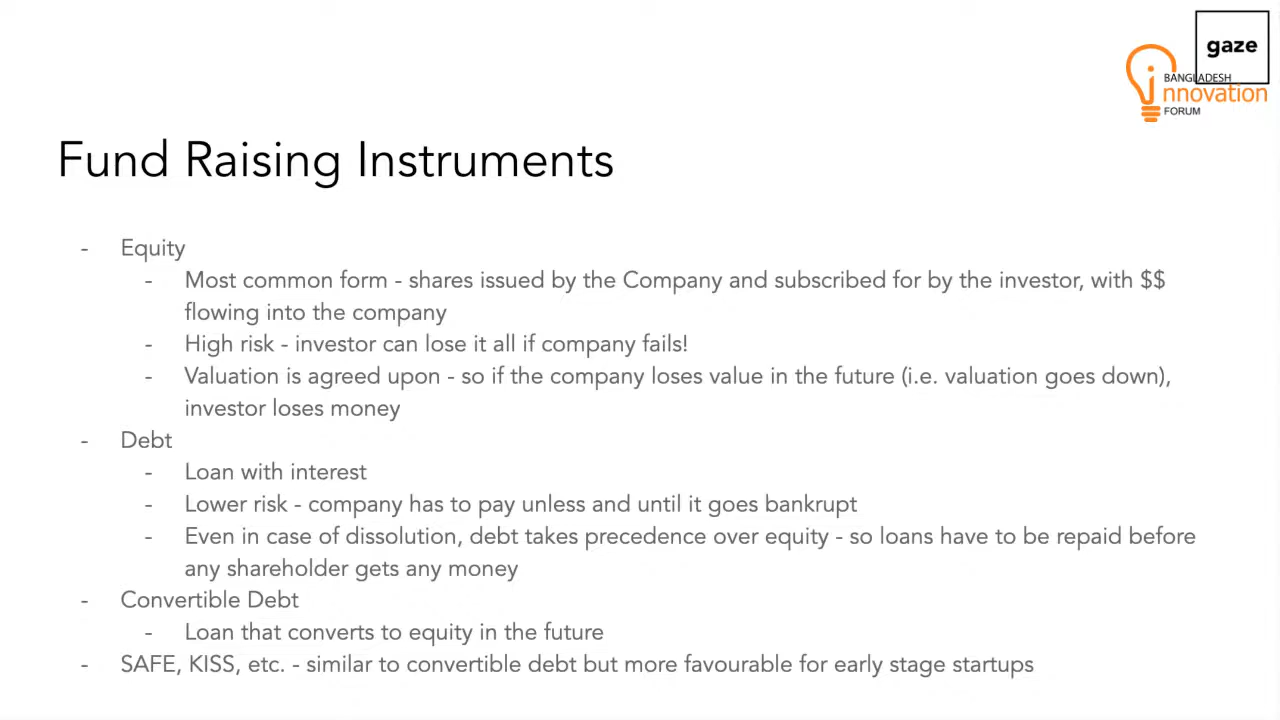 gaze
BANGLADESH
innovation
FORUM
Fund Raising Instruments
- Equity
- Most common form - shares issued by the Company and subscribed for by the investor, with $$
flowing into the company
- High risk - investor can lose it all if company fails!
- Valuation is agreed upon - so if the company loses value in the future (i.e. valuation goes down),
investor loses money
- Debt
- Loan with interest
- Lower risk - company has to pay unless and until it goes bankrupt
- Even in case of dissolution, debt takes precedence over equity - so loans have to be repaid before
any shareholder gets any money
- Convertible Debt
- Loan that converts to equity in the future
- SAFE, KISS, etc. - similar to convertible debt but more favourable for early stage startups